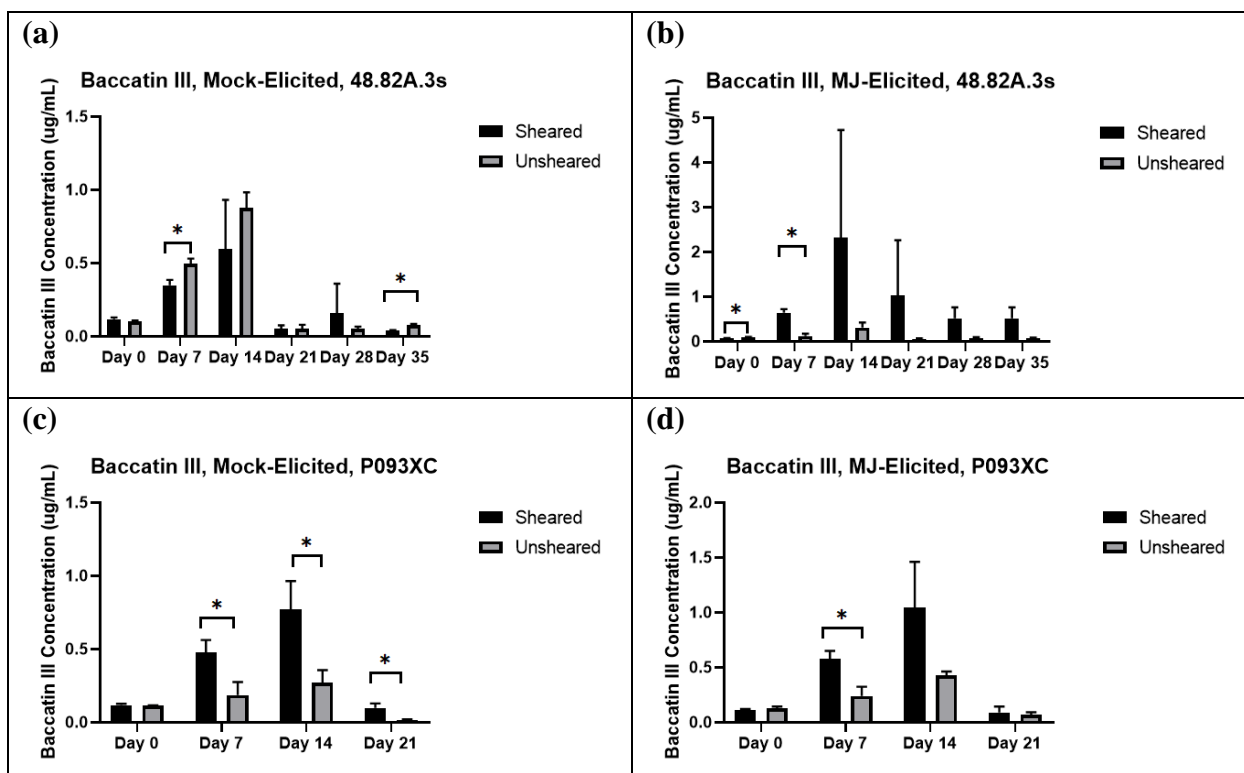 (a)
Baccatin III, Mock-Elicited, 48.82A.3s
Baccatin III Concentration (ug/mL)
1.5
1.0
0.5
0.0
*
*
Day 0 Day 7 Day 14 Day 21 Day 28 Day 35
Sheared
Unsheared
(b)
Baccatin III, MJ-Elicited, 48.82A.3s
Baccatin III Concentration (ug/mL)
5
4
3
2
1
0
*
*
Day 0 Day 7 Day 14 Day 21 Day 28 Day 35
Sheared
Unsheared
(c)
Baccatin III, Mock-Elicited, P093XC
Baccatin III Concentration (ug/mL)
1.5
1.0
0.5
0.0
*
*
*
Day 0 Day 7 Day 14 Day 21
Sheared
Unsheared
(d)
Baccatin III, MJ-Elicited, P093XC
Baccatin III Concentration (ug/mL)
2.0
1.5
1.0
0.5
0.0
*
Day 0 Day 7 Day 14 Day 21
Sheared
Unsheared